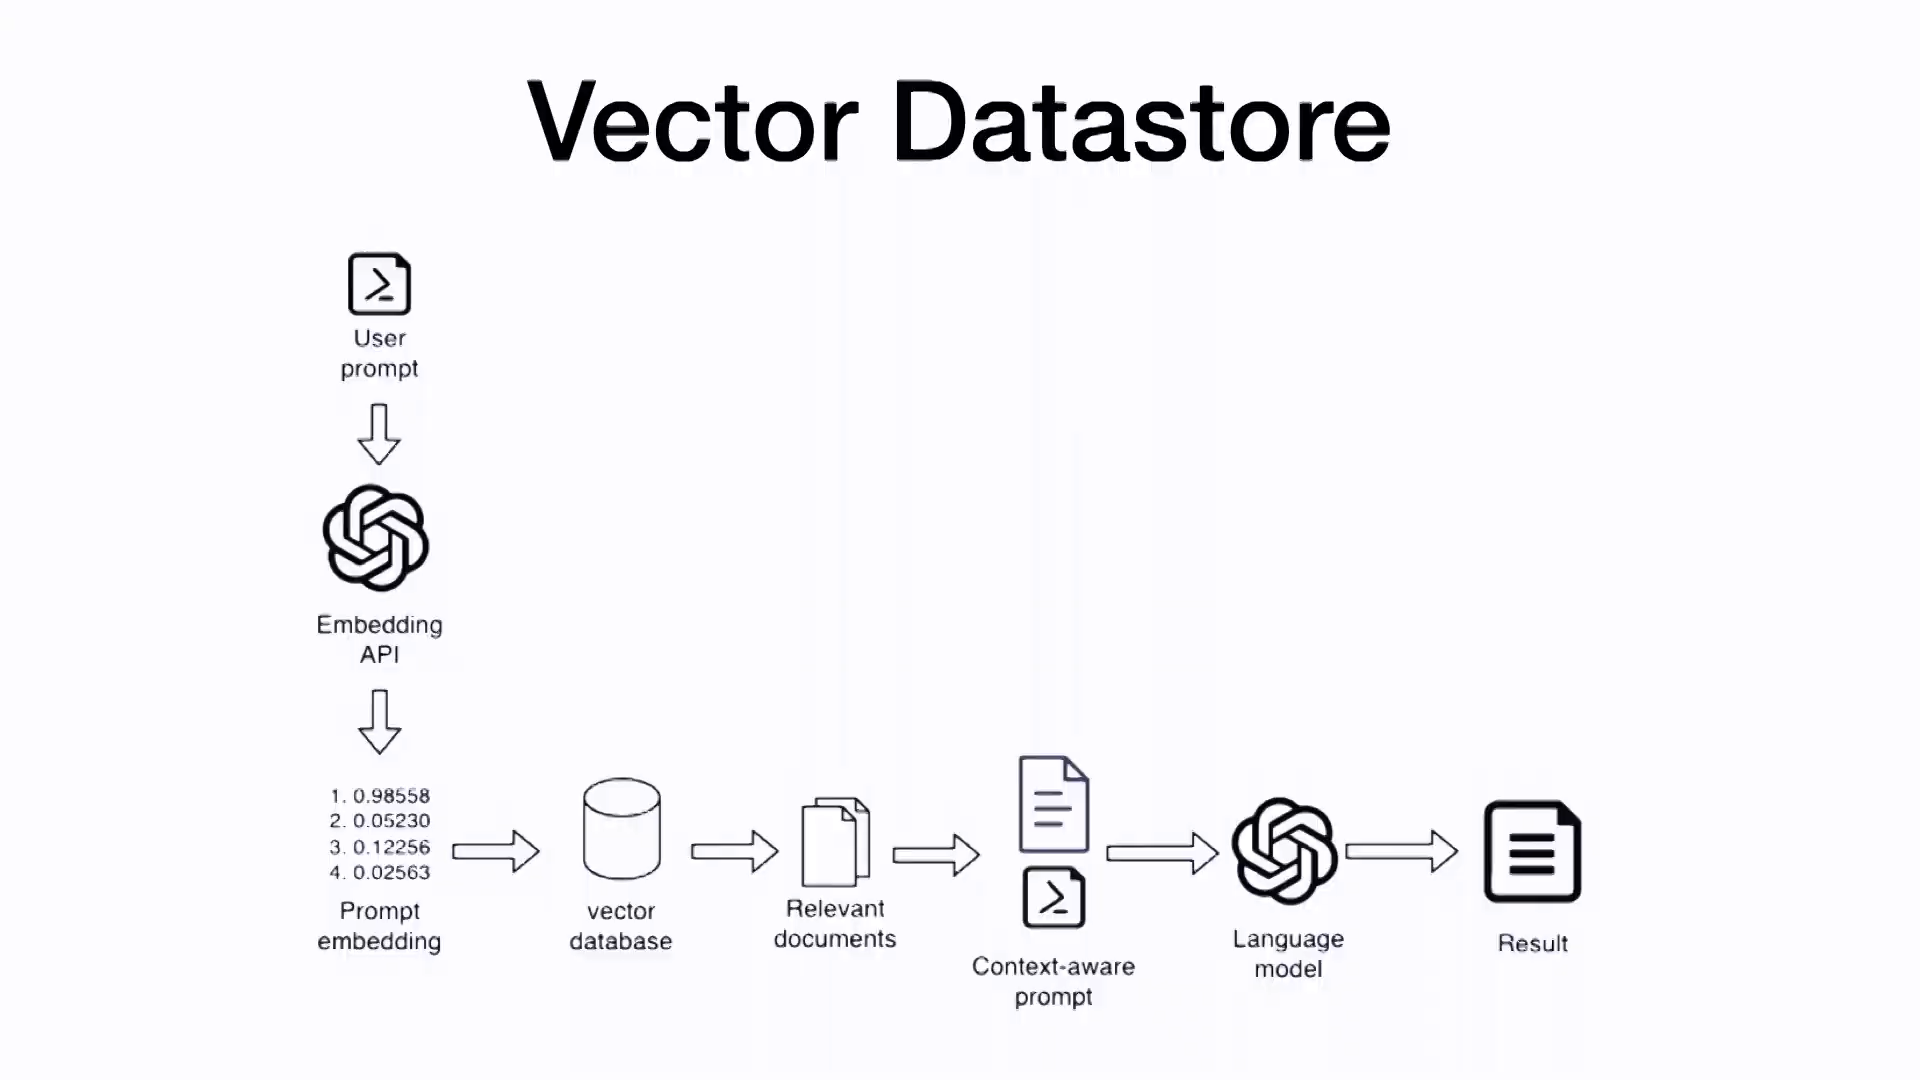 Vector Datastore
User
prompt
Embedding
API
1. 0.98558
2. 0.05230
3. 0.12256
4. 0.02563
Prompt
embedding
vector
database
Relevant
documents
Context-aware
prompt
Language
model
Result